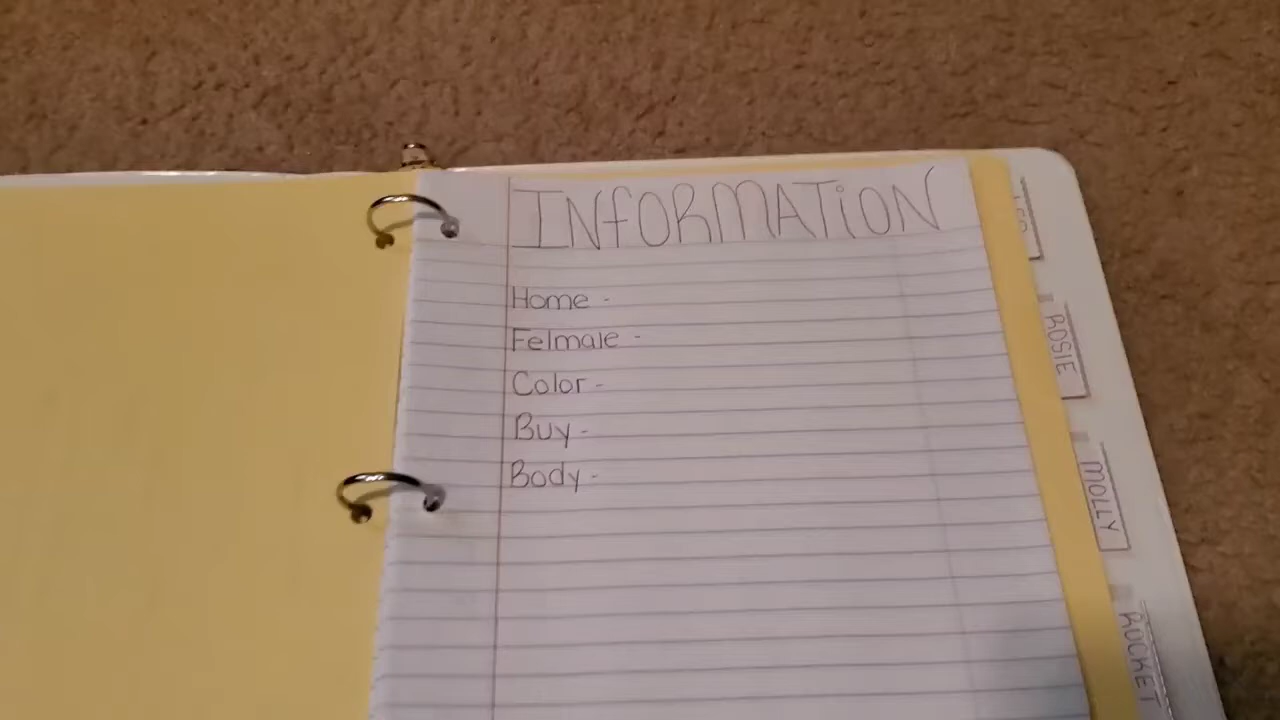 INfORMATiON
Home -
Felmale -
Color -
Buy -
Body -
ROSIE
MOLLY
ROCKET